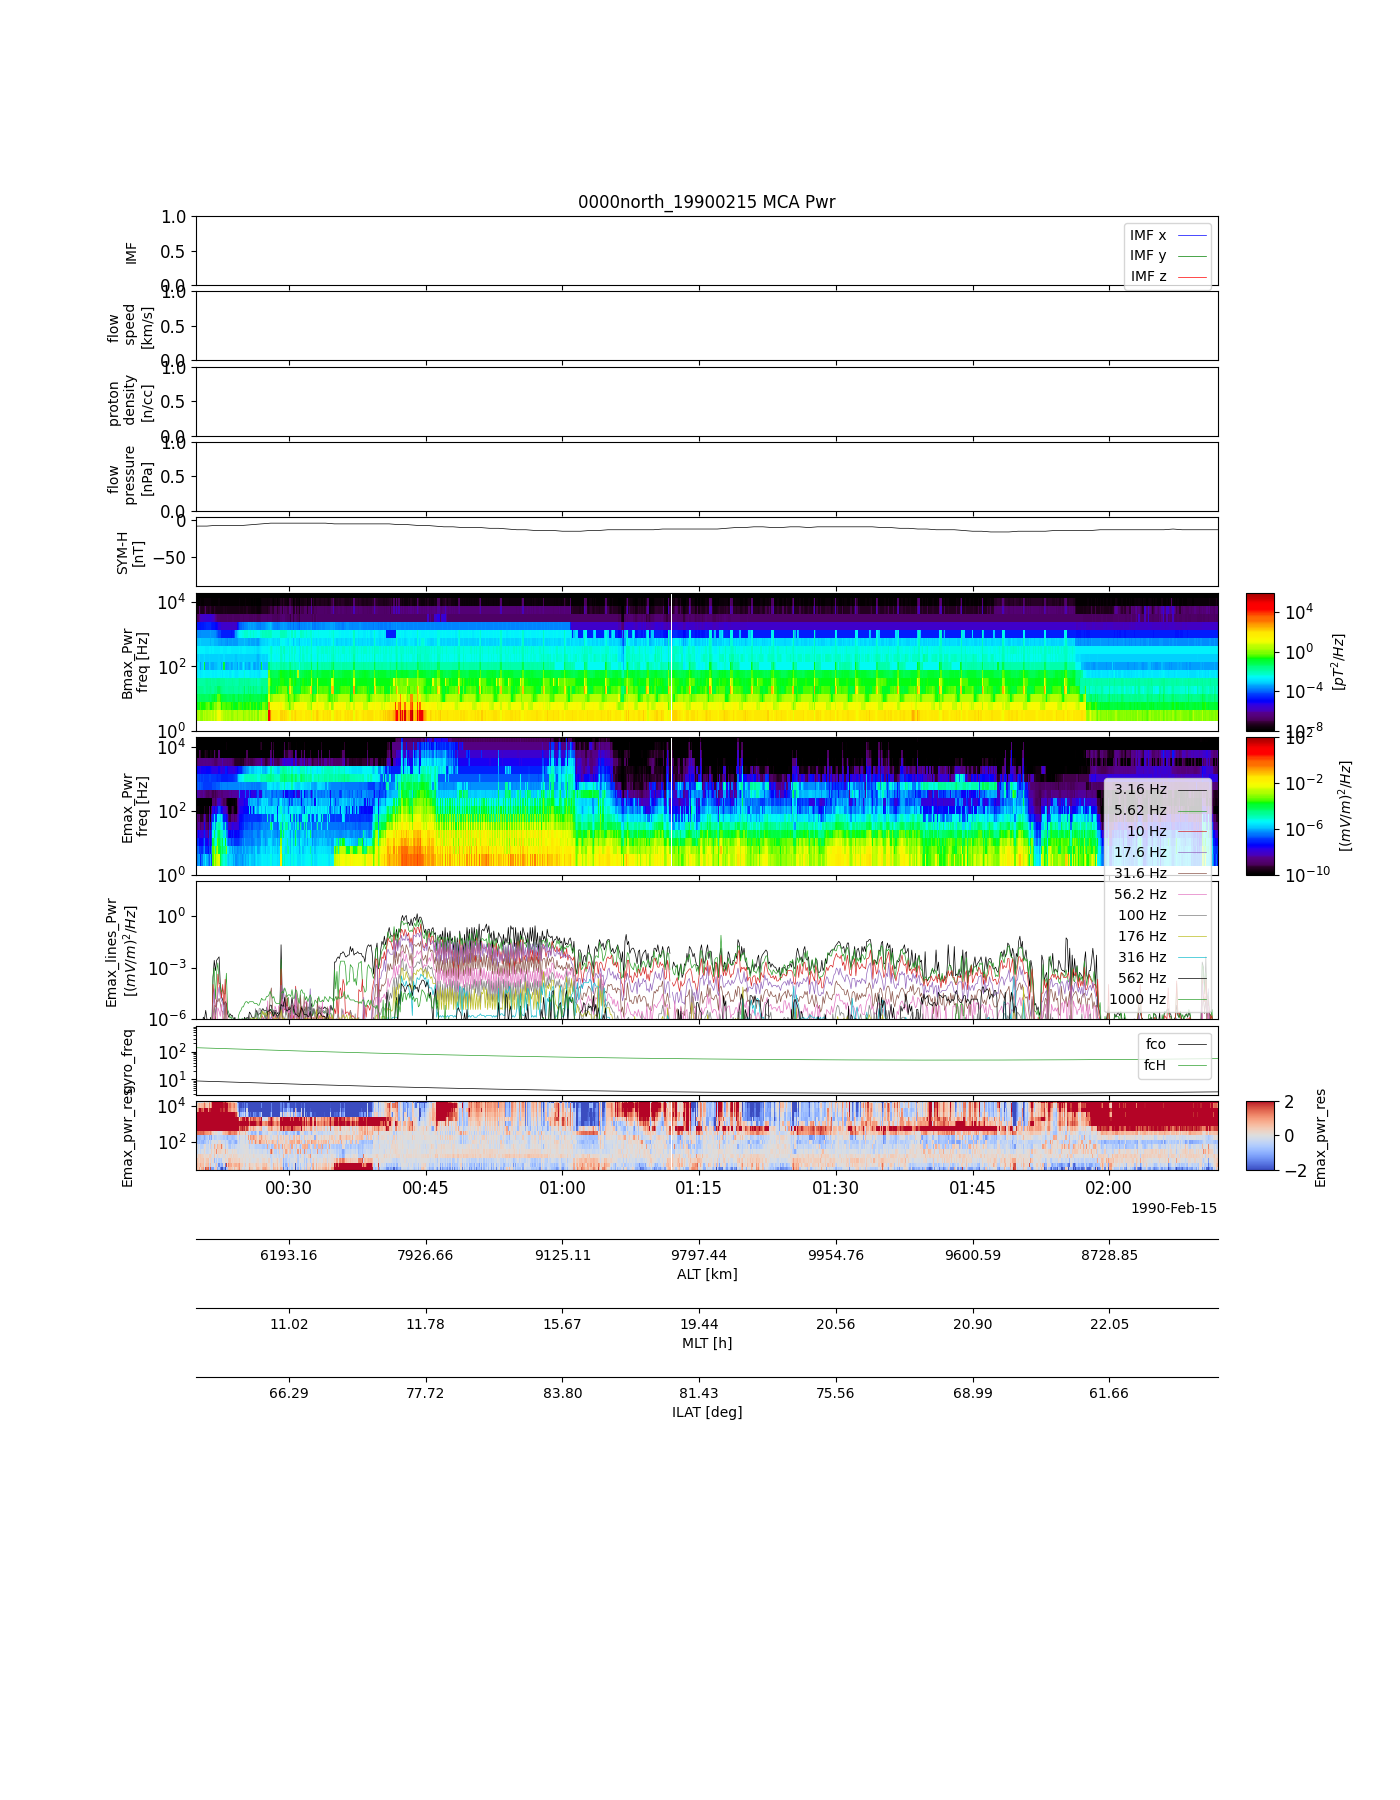 0000north_19900215 MCA Pwr
1.0
0.5
0.0
IMF
IMF x
IMF y
IMF z
1.0
0.5
0.0
flow
speed
[km/s]
1.0
0.5
0.0
proton
density
[n/cc]
1.0
0.5
0.0
flow
pressure
[nPa]
0
−50
SYM-H
[nT]
10^4
10^2
10^0
Bmax_Pwr
freq [Hz]
10^4
10^0
10^−4
10^−8
[pT^2/Hz]
10^4
10^2
10^0
Emax_Pwr
freq [Hz]
10^2
10^−2
10^−6
10^−10
[(mV/m)^2/Hz]
3.16 Hz
5.62 Hz
10 Hz
17.6 Hz
31.6 Hz
56.2 Hz
100 Hz
176 Hz
316 Hz
562 Hz
1000 Hz
10^0
10^−3
10^−6
Emax_lines_Pwr
[(mV/m)^2/Hz]
10^2
10^1
gyro_freq
fco
fcH
10^4
10^2
Emax_pwr_res
2
0
−2
Emax_pwr_res
00:30 00:45 01:00 01:15 01:30 01:45 02:00
1990-Feb-15
6193.16 7926.66 9125.11 9797.44 9954.76 9600.59 8728.85
ALT [km]
11.02 11.78 15.67 19.44 20.56 20.90 22.05
MLT [h]
66.29 77.72 83.80 81.43 75.56 68.99 61.66
ILAT [deg]